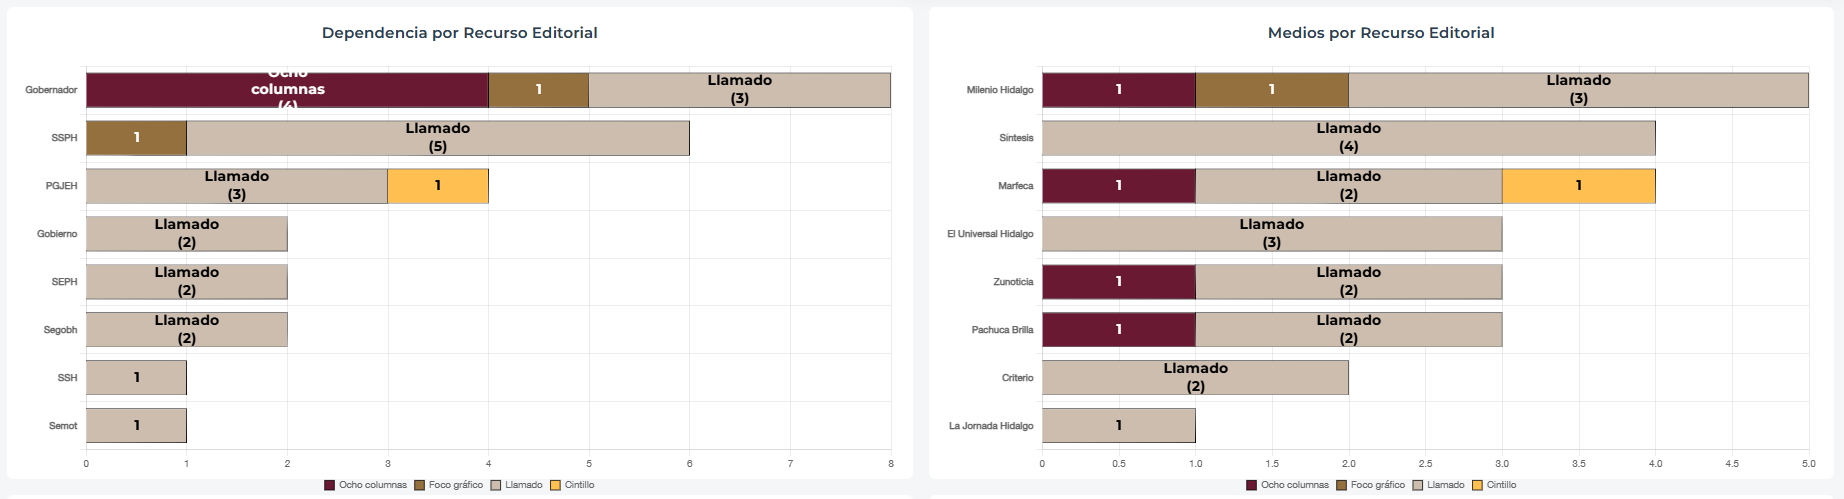 Dependencia por Recurso Editorial
Gobernador
Ocho
columnas
(4)
1
Llamado
(3)
SSPH
1
Llamado
(5)
PGJEH
Llamado
(3)
1
Gobierno
Llamado
(2)
SEPH
Llamado
(2)
Segobh
Llamado
(2)
SSH
1
Semot
1
0 1 2 3 4 5 6 7 8
Ocho columnas Foco gráfico Llamado Cintillo
Medios por Recurso Editorial
Milenio Hidalgo
1
1
Llamado
(3)
Síntesis
Llamado
(4)
Marfeca
1
Llamado
(2)
1
El Universal Hidalgo
Llamado
(3)
Zunoticia
1
Llamado
(2)
Pachuca Brilla
1
Llamado
(2)
Criterio
Llamado
(2)
La Jornada Hidalgo
1
0 0.5 1.0 1.5 2.0 2.5 3.0 3.5 4.0 4.5 5.0
Ocho columnas Foco gráfico Llamado Cintillo